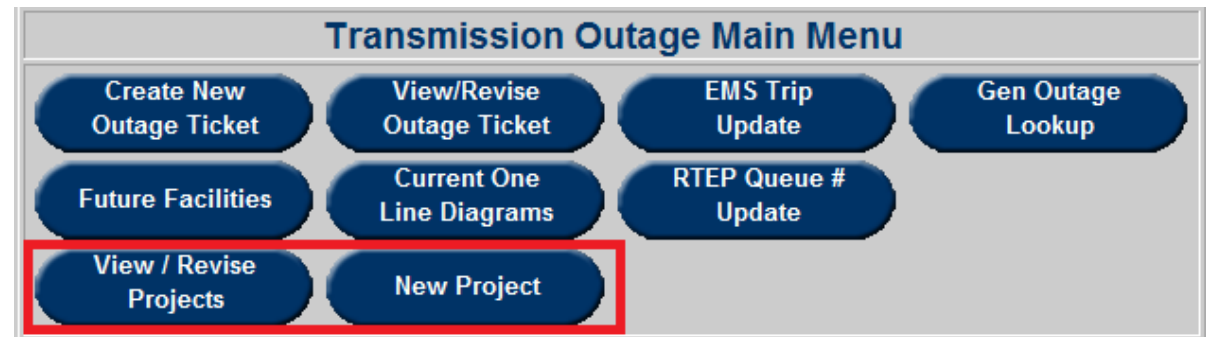 Transmission Outage Main Menu
Create New
Outage Ticket
View/Revise
Outage Ticket
EMS Trip
Update
Gen Outage
Lookup
Future Facilities
Current One
Line Diagrams
RTEP Queue #
Update
View / Revise
Projects
New Project